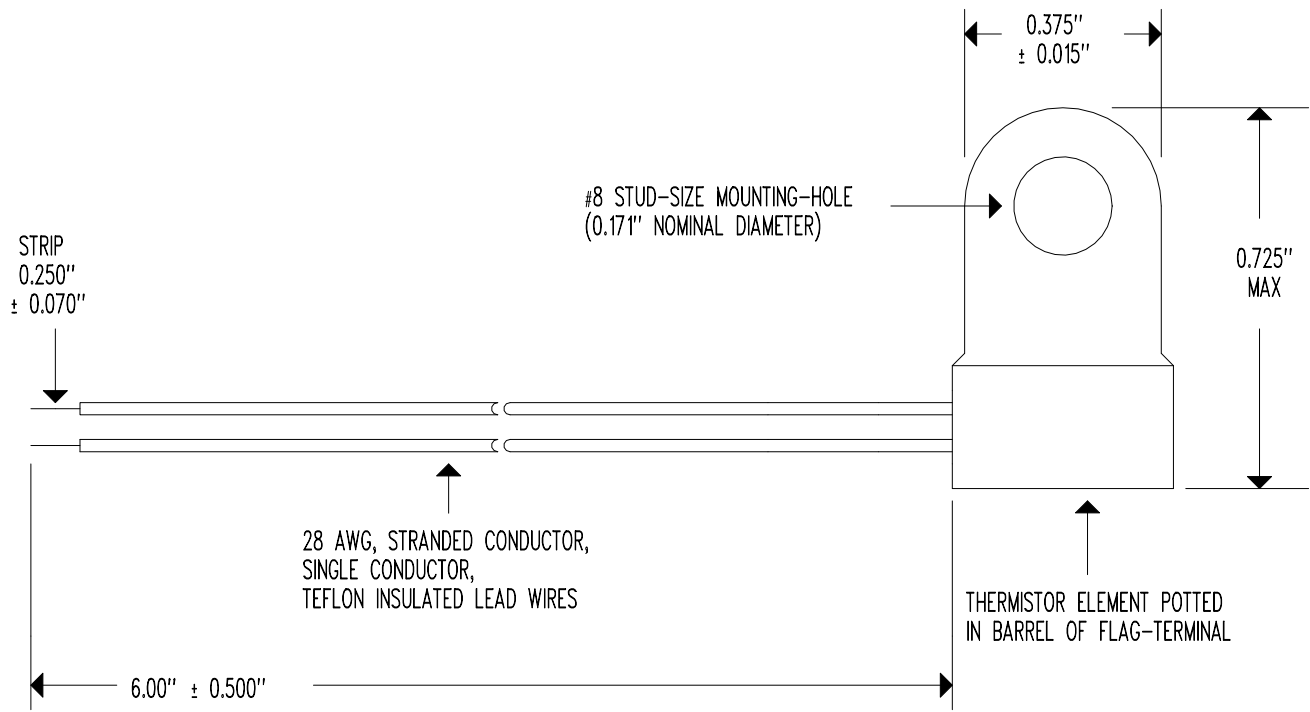 0.375"
± 0.015"
#8 STUD-SIZE MOUNTING-HOLE
(0.171" NOMINAL DIAMETER)
STRIP
0.250"
± 0.070"
0.725"
MAX
28 AWG, STRANDED CONDUCTOR,
SINGLE CONDUCTOR,
TEFLON INSULATED LEAD WIRES
THERMISTOR ELEMENT POTTED
IN BARREL OF FLAG-TERMINAL
6.00" ± 0.500"